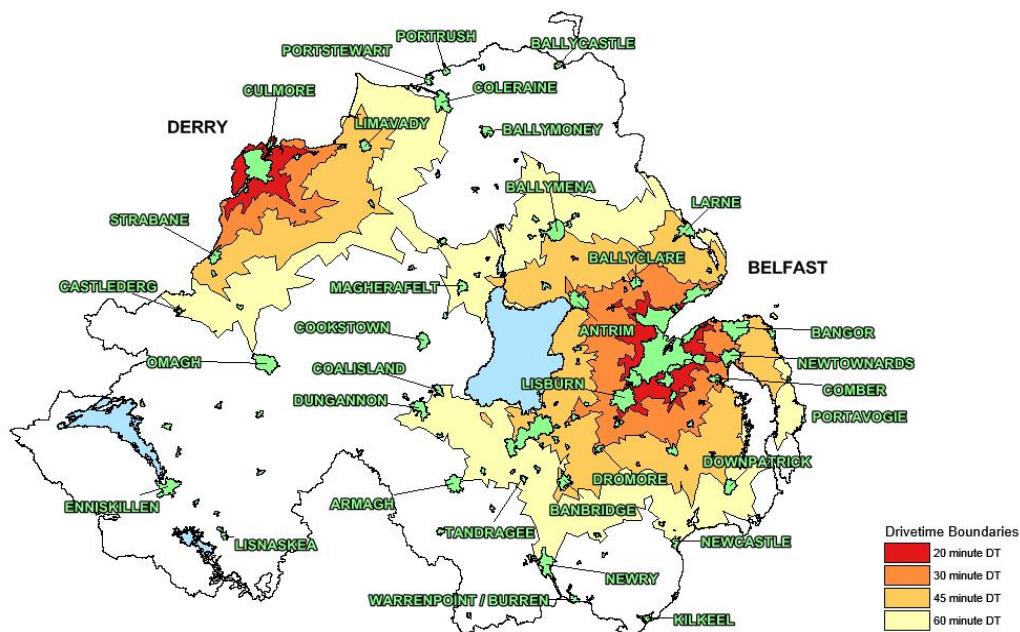 PORTRUSH
PORTSTEWART
BALLYCASTLE
CULMORE
COLERAINE
DERRY
LIMAVADY
BALLYMONEY
BALLYMENA
LARNE
STRABANE
BALLYCLARE
BELFAST
CASTLEDERG
MAGHERAFELT
COOKSTOWN
ANTRIM
BANGOR
OMAGH
NEWTOWNARDS
COALISLAND
LISBURN
COMBER
DUNGANNON
PORTAVOGIE
DOWNPATRICK
DROMORE
ENNISKILLEN
ARMAGH
BANBRIDGE
TANDRAGEE
LISNASKEA
NEWCASTLE
NEWRY
WARRENPOINT / BURREN
KILKEEL
Drivetime Boundaries
20 minute DT
30 minute DT
45 minute DT
60 minute DT